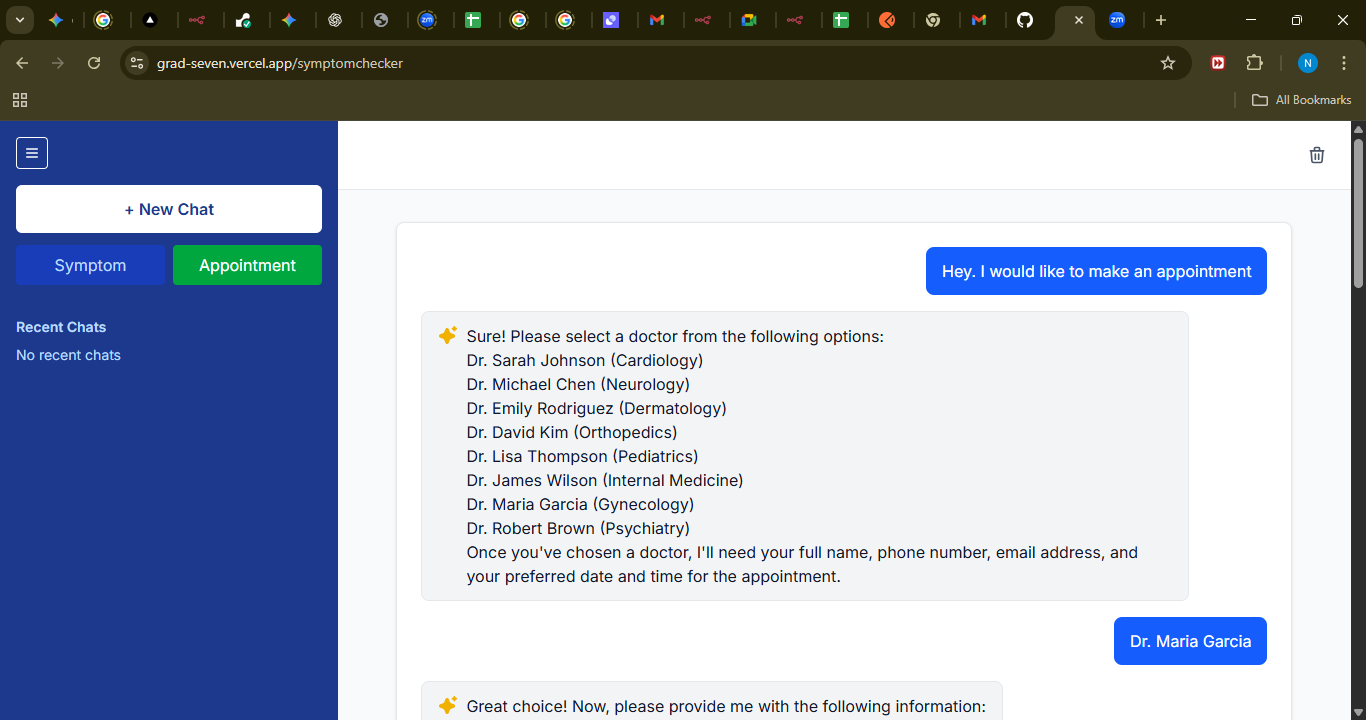 grad-seven.vercel.app/symptomchecker
N
All Bookmarks
+ New Chat
Symptom
Appointment
Recent Chats
No recent chats
Hey. I would like to make an appointment
Sure! Please select a doctor from the following options:
Dr. Sarah Johnson (Cardiology)
Dr. Michael Chen (Neurology)
Dr. Emily Rodriguez (Dermatology)
Dr. David Kim (Orthopedics)
Dr. Lisa Thompson (Pediatrics)
Dr. James Wilson (Internal Medicine)
Dr. Maria Garcia (Gynecology)
Dr. Robert Brown (Psychiatry)
Once you've chosen a doctor, I'll need your full name, phone number, email address, and
your preferred date and time for the appointment.
Dr. Maria Garcia
Great choice! Now, please provide me with the following information: